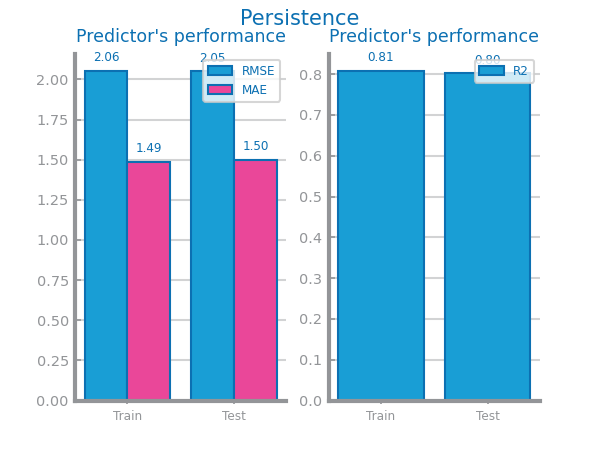 Persistence
Predictor's performance
2.06
2.05
RMSE
MAE
1.49
1.50
2.00
1.75
1.50
1.25
1.00
0.75
0.50
0.25
0.00
Train
Test
Predictor's performance
0.81
0.80
R2
0.8
0.7
0.6
0.5
0.4
0.3
0.2
0.1
0.0
Train
Test